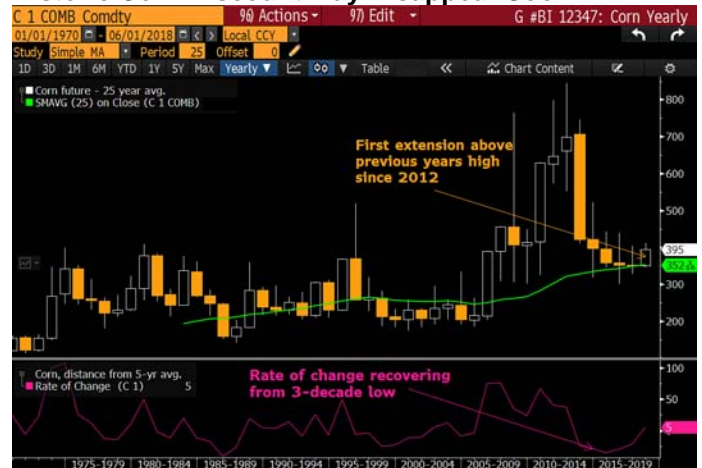 C 1 COMB Comdty 96) Actions 97) Edit G #BI 12347: Corn Yearly
01/01/1970 - 06/01/2018 Local CCY
Study Simple MA Period 25 Offset 0
1D 3D 1M 6M YTD 1Y 5Y Max Yearly Table « Chart Content
Corn future - 25 year avg.
SMAVG (25) on Close (C 1 COMB)
800
First extension above
previous years high
since 2012
700
600
500
395
352
300
200
Corn, distance from 5-yr avg.
Rate of Change (C 1) 5
Rate of change recovering
from 3-decade low
100
50
5
1975-1979 1980-1984 1985-1989 1990-1994 1995-1999 2000-2004 2005-2009 2010-2014 2015-2019